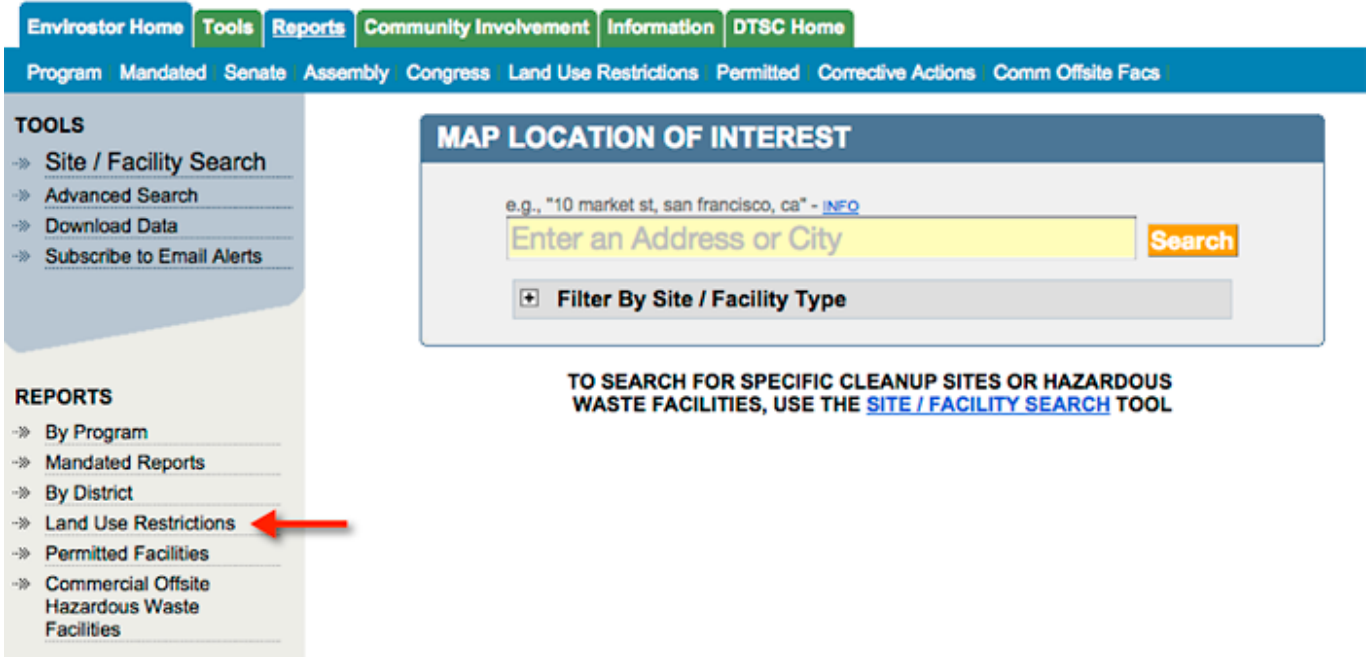 Envirostor Home Tools Reports Community Involvement Information DTSC Home
Program Mandated Senate Assembly Congress Land Use Restrictions Permitted Corrective Actions Comm Offsite Facs
TOOLS
Site / Facility Search
Advanced Search
Download Data
Subscribe to Email Alerts
REPORTS
By Program
Mandated Reports
By District
Land Use Restrictions
Permitted Facilities
Commercial Offsite
Hazardous Waste
Facilities
MAP LOCATION OF INTEREST
e.g., "10 market st, san francisco, ca" - INFO
Enter an Address or City
Search
Filter By Site / Facility Type
TO SEARCH FOR SPECIFIC CLEANUP SITES OR HAZARDOUS
WASTE FACILITIES, USE THE SITE / FACILITY SEARCH TOOL